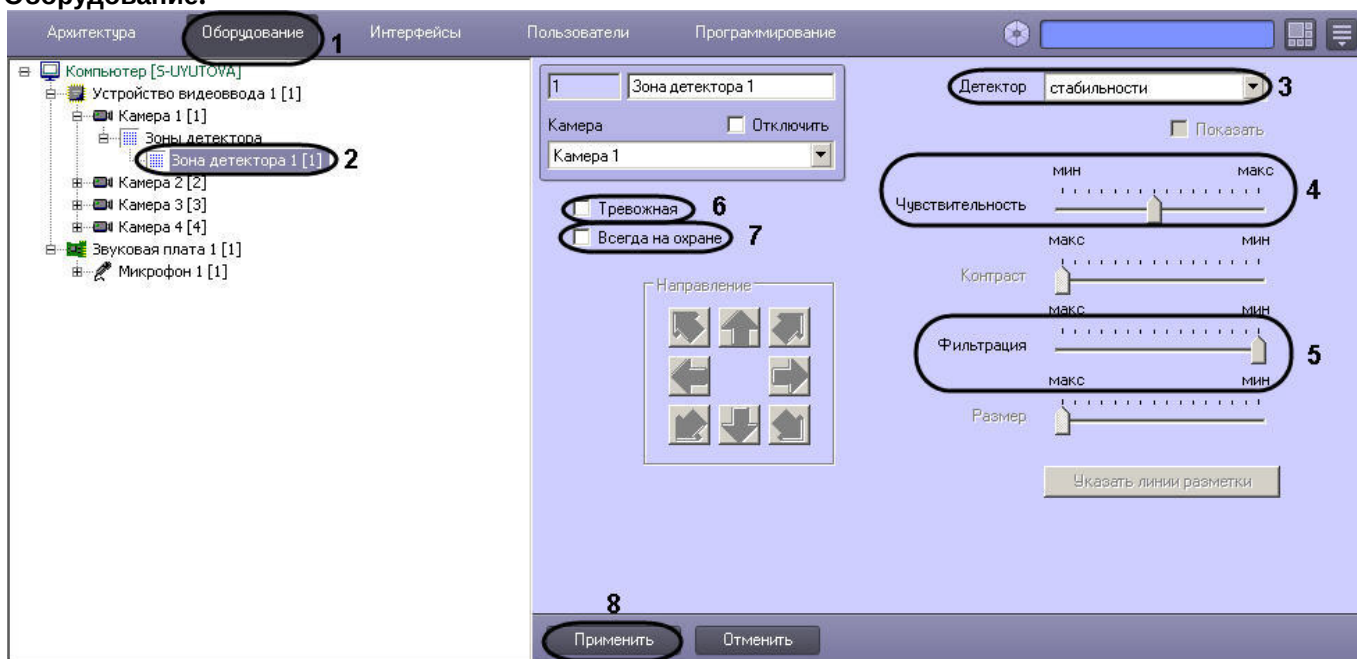 Оборудование.
Архитектура Оборудование 1 Интерфейсы Пользователи Программирование
Компьютер [S-UYUTOVA]
Устройство видеоввода 1 [1]
Камера 1 [1]
Зоны детектора
Зона детектора 1 [1] 2
Камера 2 [2]
Камера 3 [3]
Камера 4 [4]
Звуковая плата 1 [1]
Микрофон 1 [1]
1 Зона детектора 1
Камера Отключить
Камера 1
Тревожная 6
Всегда на охране 7
Направление
Детектор стабильности 3
Показать
мин макс
Чувствительность 4
макс мин
Контраст
макс мин
Фильтрация 5
макс мин
Размер
Указать линии разметки
8
Применить Отменить